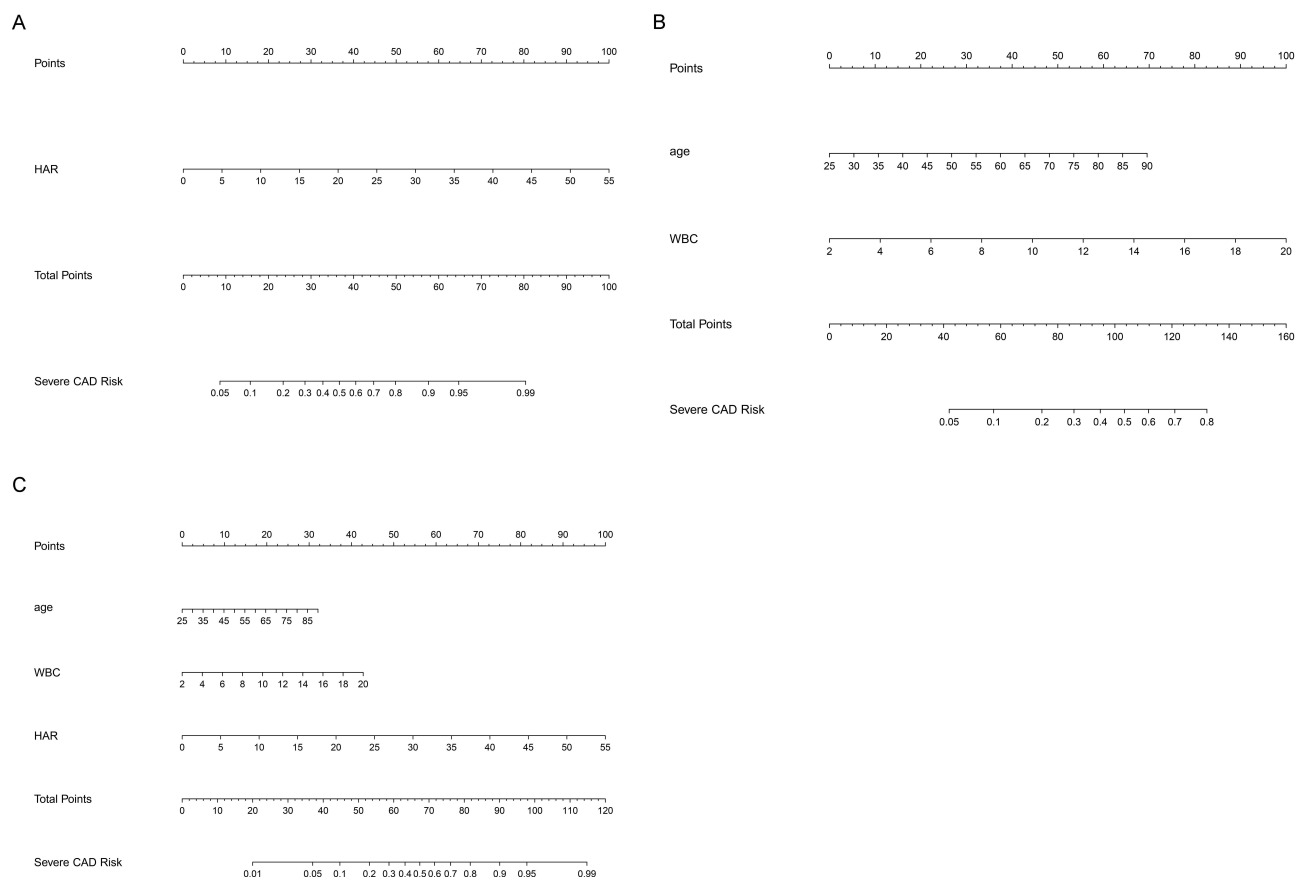 A
0 10 20 30 40 50 60 70 80 90 100
Points
HAR
0 5 10 15 20 25 30 35 40 45 50 55
Total Points
0 10 20 30 40 50 60 70 80 90 100
Severe CAD Risk
0.05 0.1 0.2 0.3 0.4 0.5 0.6 0.7 0.8 0.9 0.95 0.99
B
0 10 20 30 40 50 60 70 80 90 100
Points
age
25 30 35 40 45 50 55 60 65 70 75 80 85 90
WBC
2 4 6 8 10 12 14 16 18 20
Total Points
0 20 40 60 80 100 120 140 160
Severe CAD Risk
0.05 0.1 0.2 0.3 0.4 0.5 0.6 0.7 0.8
C
0 10 20 30 40 50 60 70 80 90 100
Points
age
25 35 45 55 65 75 85
WBC
2 4 6 8 10 12 14 16 18 20
HAR
0 5 10 15 20 25 30 35 40 45 50 55
Total Points
0 10 20 30 40 50 60 70 80 90 100 110 120
Severe CAD Risk
0.01 0.05 0.1 0.2 0.3 0.4 0.5 0.6 0.7 0.8 0.9 0.95 0.99